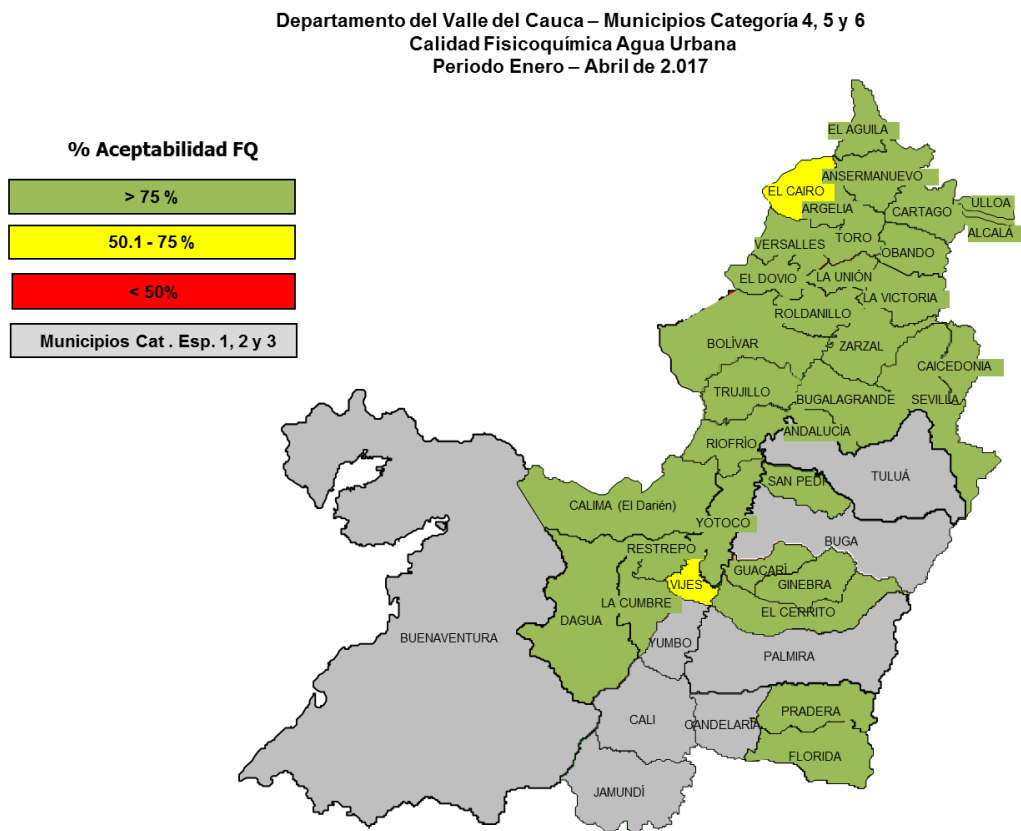 Departamento del Valle del Cauca – Municipios Categoría 4, 5 y 6
Calidad Fisicoquímica Agua Urbana
Periodo Enero – Abril de 2.017
% Aceptabilidad FQ
> 75 %
50.1 - 75 %
< 50%
Municipios Cat . Esp. 1, 2 y 3
EL AGUILA
ANSERMANUEVO
EL CAIRO
ULLOA
ARGELIA
CARTAGO
ALCALÁ
TORO
VERSALLES
OBANDO
EL DOVIO
LA UNIÓN
LA VICTORIA
ROLDANILLO
BOLÍVAR
ZARZAL
CAICEDONIA
TRUJILLO
BUGALAGRANDE
SEVILLA
ANDALUCÍA
RIOFRÍO
TULUÁ
SAN PEDR
CALIMA (El Darién)
YOTOCO
BUGA
RESTREPO
GUACARÍ
VIJES
GINEBRA
LA CUMBRE
EL CERRITO
DAGUA
BUENAVENTURA
YUMBO
PALMIRA
PRADERA
CALI
CANDELARIA
FLORIDA
JAMUNDÍ